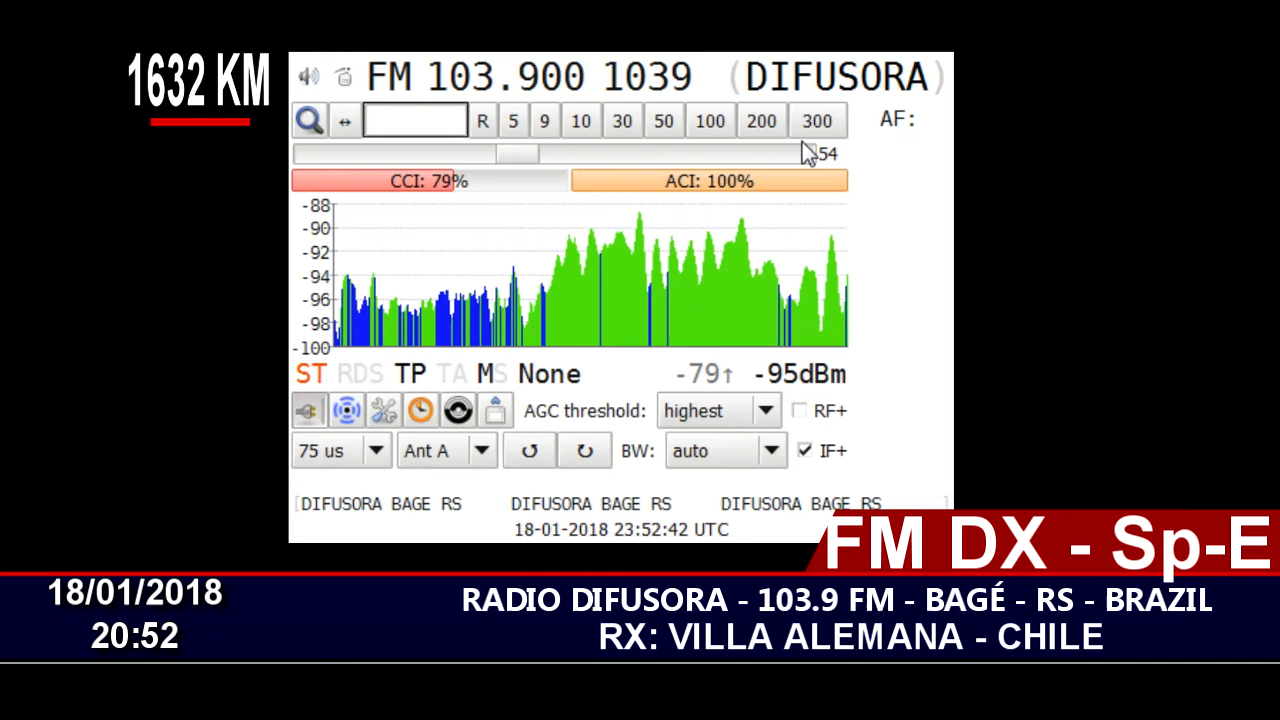 1632 KM
FM 103.900 1039 (DIFUSORA)
R 5 9 10 30 50 100 200 300 AF:
54
CCI: 79% ACI: 100%
-88
-90
-92
-94
-96
-98
-100
ST RDS TP TA MS None -79↑ -95dBm
AGC threshold: highest RF+
75 us Ant A ↺ ↻ BW: auto IF+
[DIFUSORA BAGE RS DIFUSORA BAGE RS DIFUSORA BAGE RS ]
18-01-2018 23:52:42 UTC
FM DX - Sp-E
18/01/2018
20:52
RADIO DIFUSORA - 103.9 FM - BAGÉ - RS - BRAZIL
RX: VILLA ALEMANA - CHILE